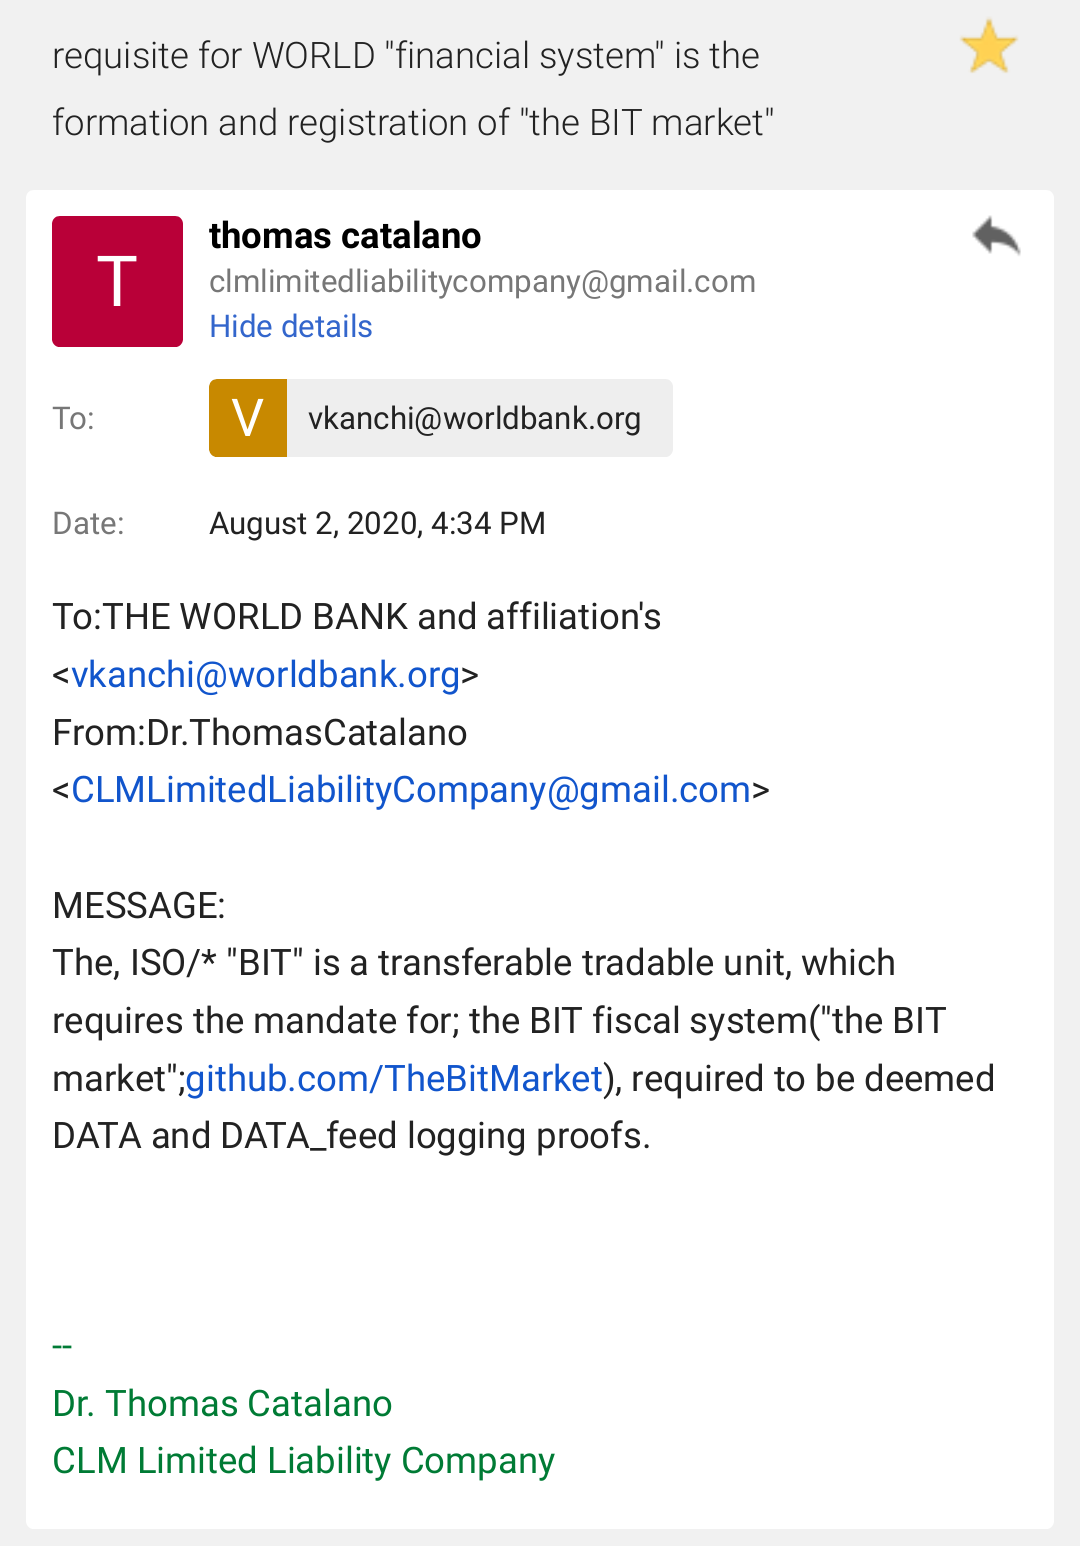 requisite for WORLD "financial system" is the
formation and registration of "the BIT market"
T
thomas catalano
clmlimitedliabilitycompany@gmail.com
Hide details
To:
V
vkanchi@worldbank.org
Date:
August 2, 2020, 4:34 PM
To:THE WORLD BANK and affiliation's
<vkanchi@worldbank.org>
From:Dr.ThomasCatalano
<CLMLimitedLiabilityCompany@gmail.com>
MESSAGE:
The, ISO/* "BIT" is a transferable tradable unit, which
requires the mandate for; the BIT fiscal system("the BIT
market";github.com/TheBitMarket), required to be deemed
DATA and DATA_feed logging proofs.
--
Dr. Thomas Catalano
CLM Limited Liability Company